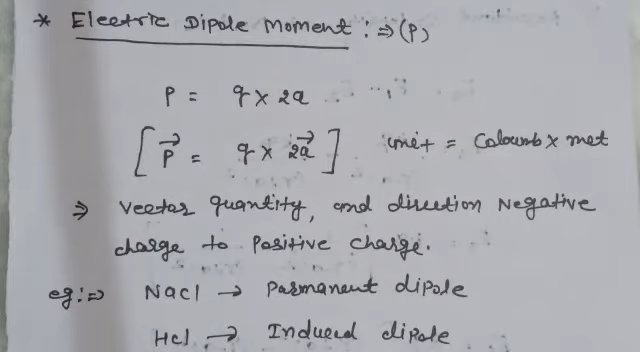 * Electric Dipole Moment :⇒ (P)
P = q × 2a
[ P⃗ = q × 2a⃗ ] unit = Coloumb × met
⇒ Vector quantity, and direction Negative
charge to Positive charge.
eg:⇒ Nacl → Parmanent dipole
Hcl → Induced dipole